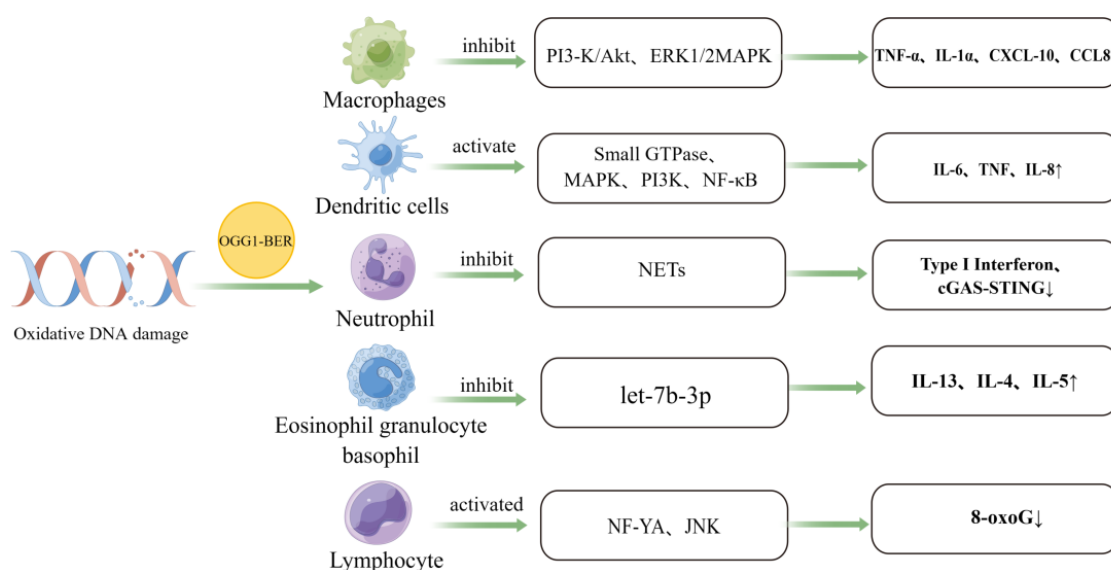 inhibit
PI3-K/Akt、ERK1/2MAPK
TNF-α、IL-1α、CXCL-10、CCL8
Macrophages
activate
Small GTPase、
MAPK、PI3K、NF-κB
IL-6、TNF、IL-8↑
Dendritic cells
OGG1-BER
inhibit
NETs
Type I Interferon、
cGAS-STING↓
Neutrophil
Oxidative DNA damage
inhibit
let-7b-3p
IL-13、IL-4、IL-5↑
Eosinophil granulocyte
basophil
activated
NF-YA、JNK
8-oxoG↓
Lymphocyte